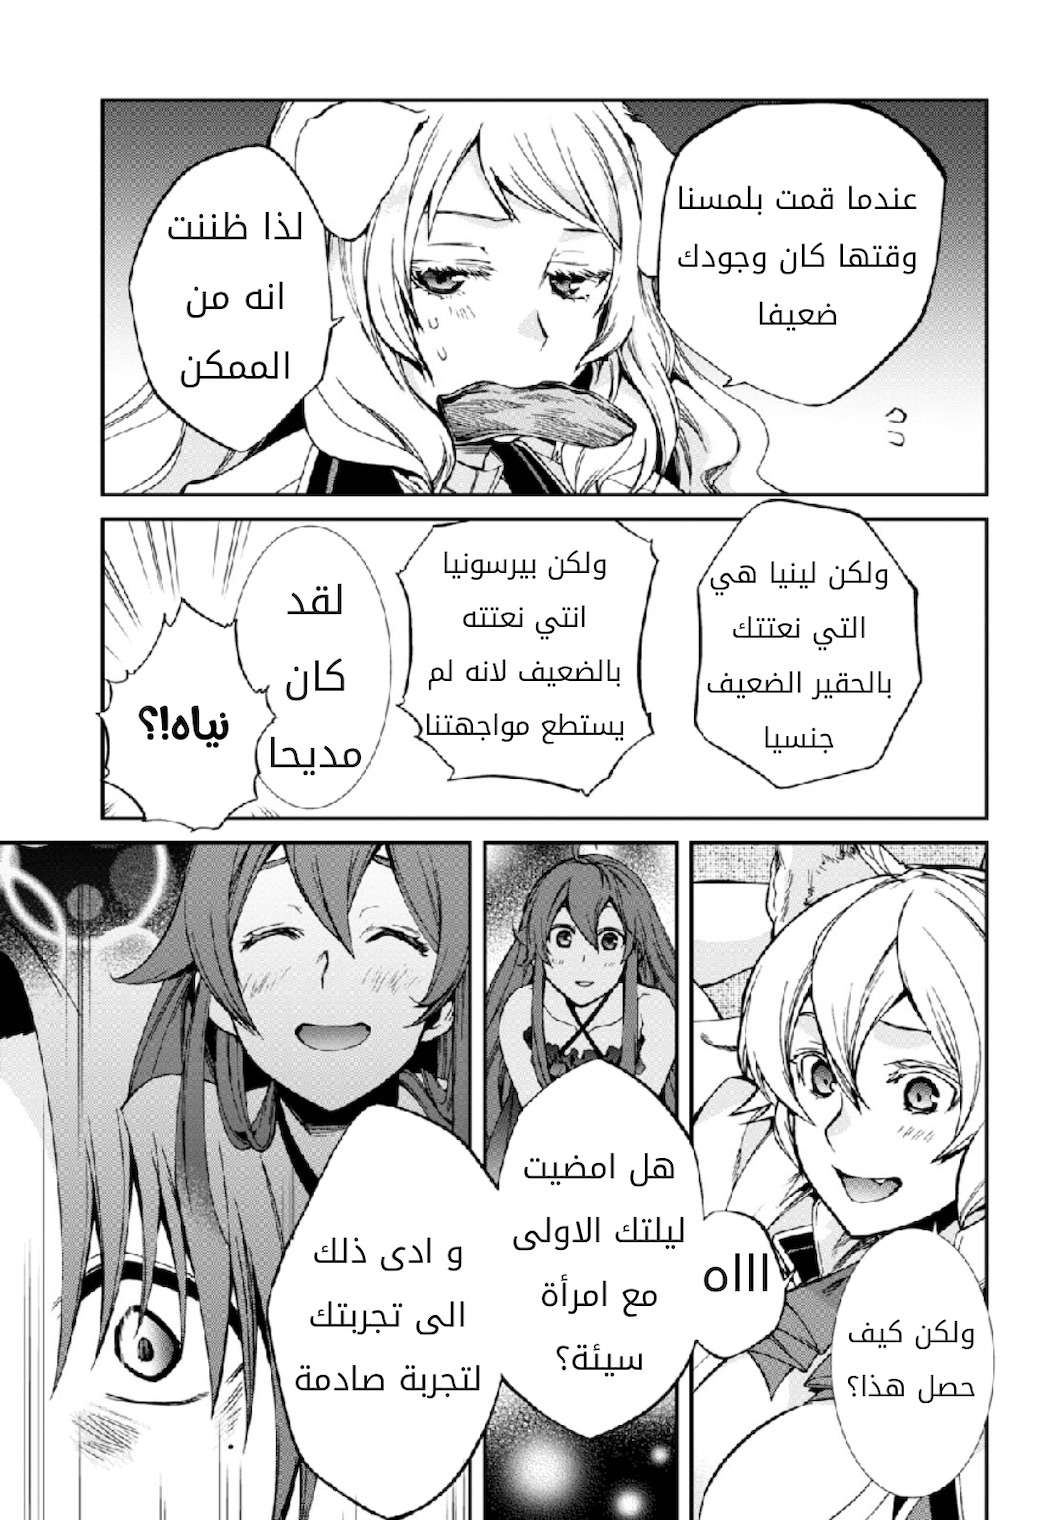 عندما قمت بلمسنا
وقتها كان وجودك
ضعيفا
لذا ظننت
انه من
الممكن
ولكن لينيا هي
التي نعتتك
بالحقير الضعيف
جنسيا
ولكن بيرسونيا
انتي نعتته
بالضعيف لانه لم
يستطع مواجهتنا
لقد
كان
مديحا
نياه!؟
ولكن كيف
حصل هذا؟
اااه
هل امضيت
ليلتك الاولى
مع امرأة
سيئة؟
و ادى ذلك
الى تجربتك
لتجربة صادمة